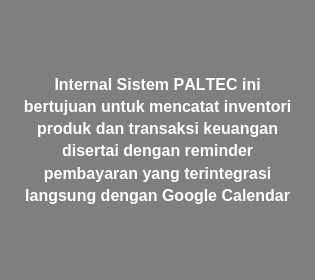 Internal Sistem PALTEC ini
bertujuan untuk mencatat inventori
produk dan transaksi keuangan
disertai dengan reminder
pembayaran yang terintegrasi
langsung dengan Google Calendar